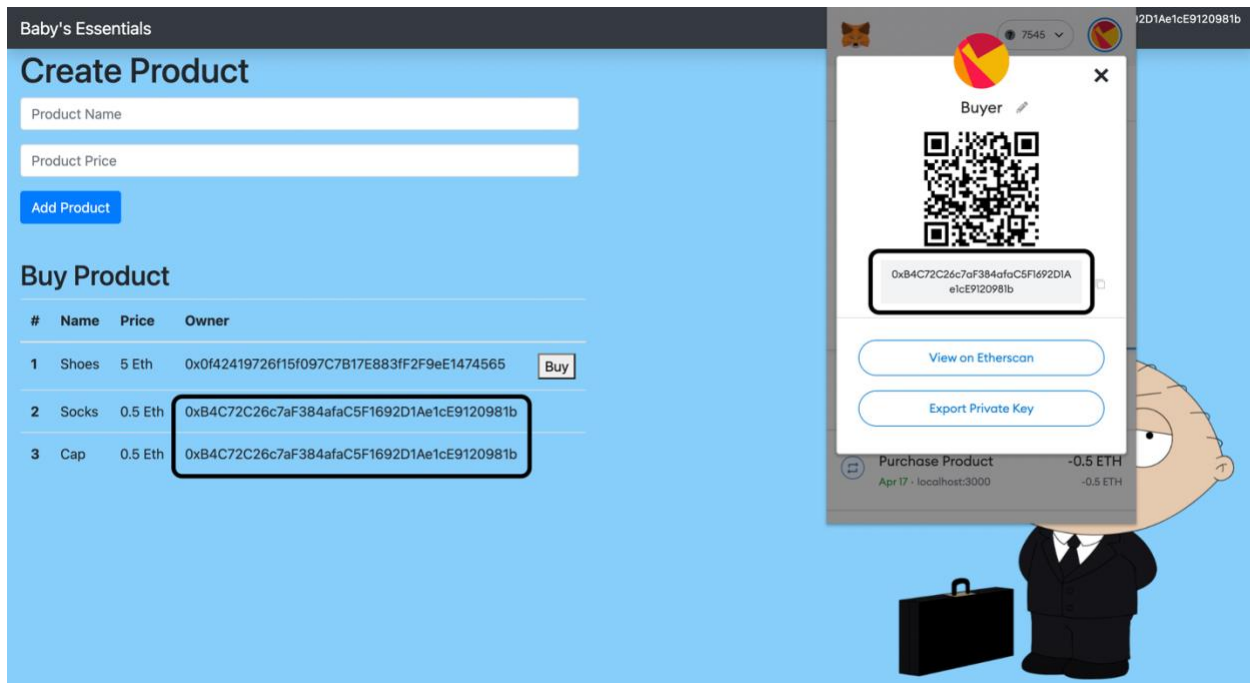 Baby's Essentials
2D1Ae1cE9120981b
7545
Create Product
Product Name
Product Price
Add Product
Buy Product
# Name Price Owner
1 Shoes 5 Eth 0x0f42419726f15f097C7B17E883fF2F9eE1474565 Buy
2 Socks 0.5 Eth 0xB4C72C26c7aF384afaC5F1692D1Ae1cE9120981b
3 Cap 0.5 Eth 0xB4C72C26c7aF384afaC5F1692D1Ae1cE9120981b
Buyer
0xB4C72C26c7aF384afaC5F1692D1A
e1cE9120981b
View on Etherscan
Export Private Key
Purchase Product -0.5 ETH
Apr 17 · localhost:3000 -0.5 ETH